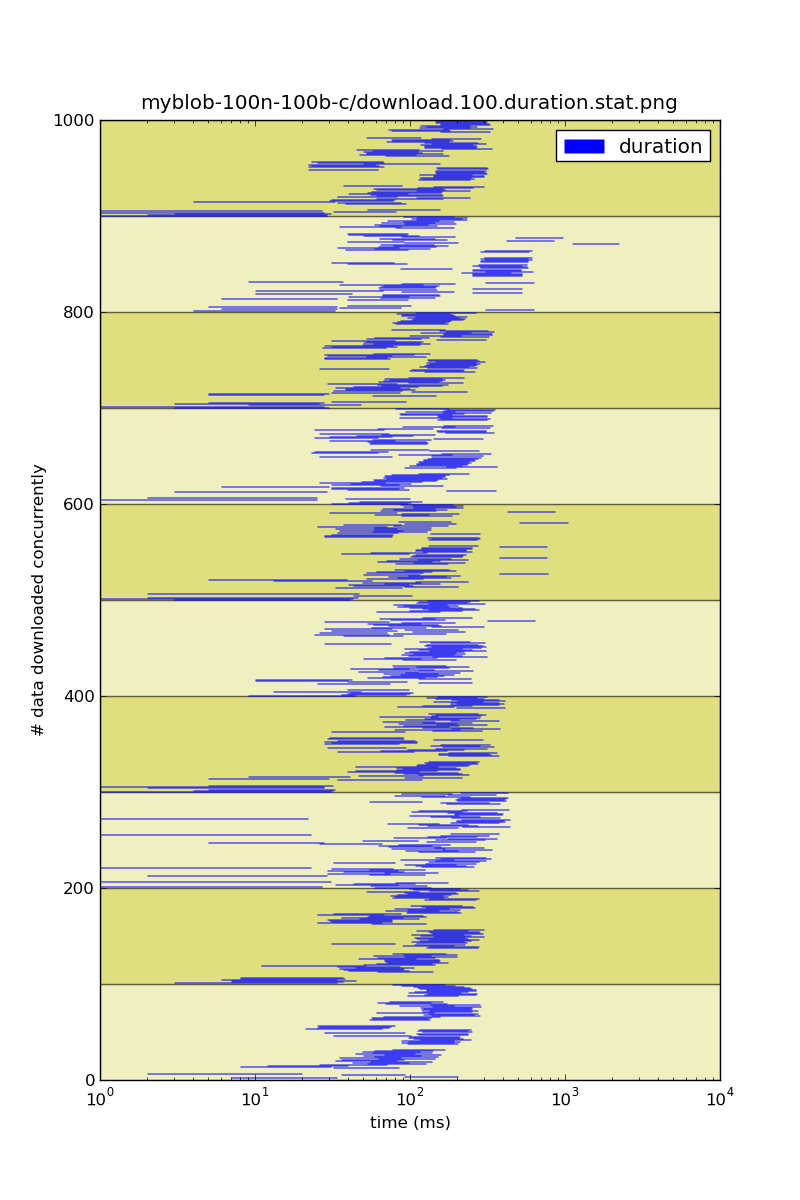 myblob-100n-100b-c/download.100.duration.stat.png
duration
1000
800
600
400
200
0
# data downloaded concurrently
10^0 10^1 10^2 10^3 10^4
time (ms)